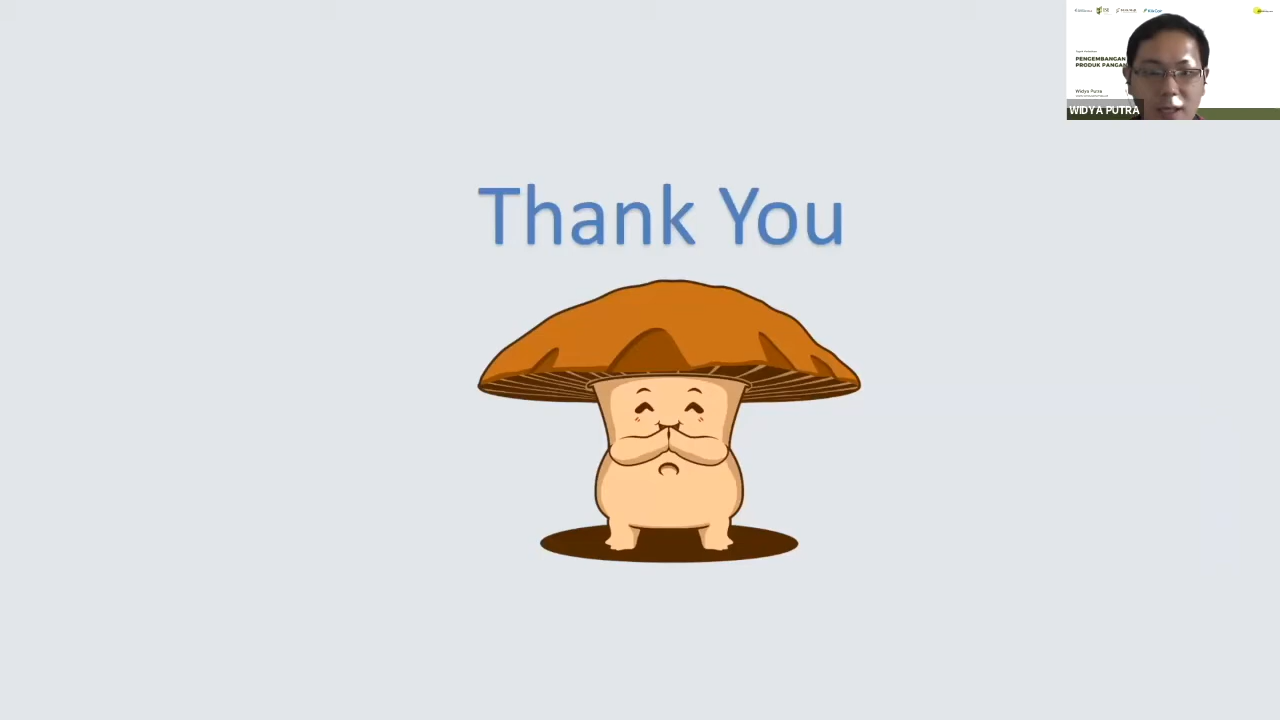 Thank You
PENGEMBANGAN
PRODUK PANGAN
Widya Putra
WIDYA PUTRA